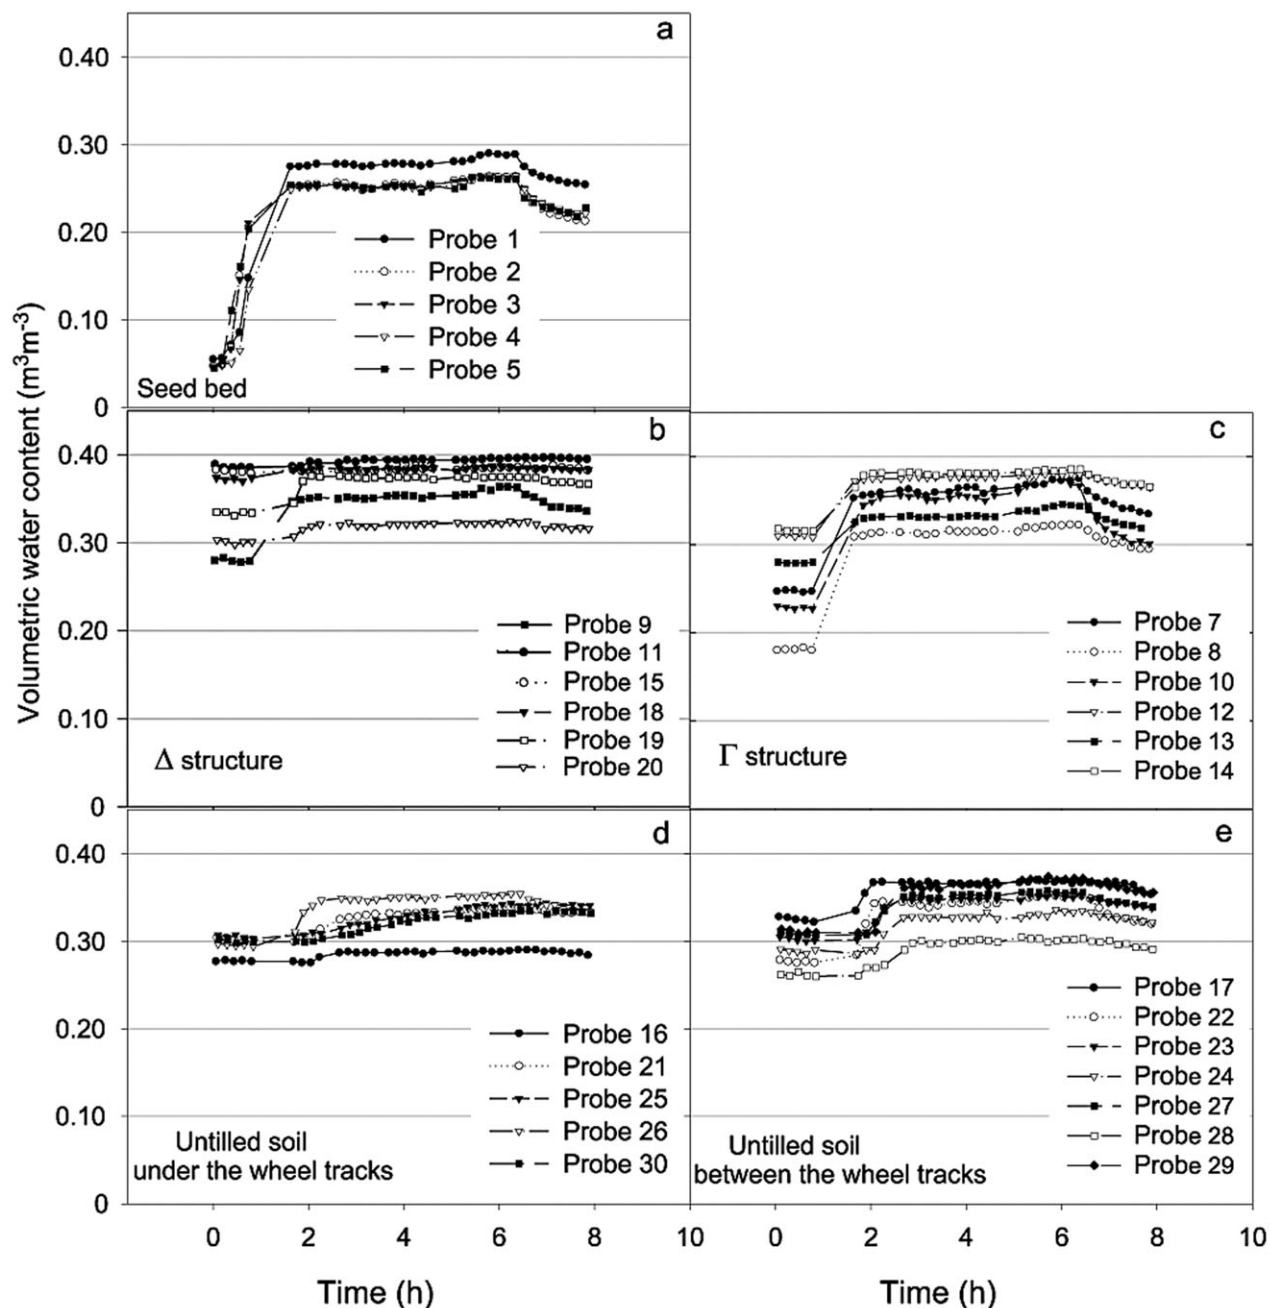 a
0.40
0.30
0.20
0.10
0
Probe 1
Probe 2
Probe 3
Probe 4
Probe 5
Seed bed
Volumetric water content (m³m⁻³)
b
0.40
0.30
0.20
0.10
0
Probe 9
Probe 11
Probe 15
Probe 18
Probe 19
Probe 20
Δ structure
c
Probe 7
Probe 8
Probe 10
Probe 12
Probe 13
Probe 14
Γ structure
d
0.40
0.30
0.20
0.10
0
Probe 16
Probe 21
Probe 25
Probe 26
Probe 30
Untilled soil
under the wheel tracks
0 2 4 6 8 10
Time (h)
e
Probe 17
Probe 22
Probe 23
Probe 24
Probe 27
Probe 28
Probe 29
Untilled soil
between the wheel tracks
0 2 4 6 8 10
Time (h)